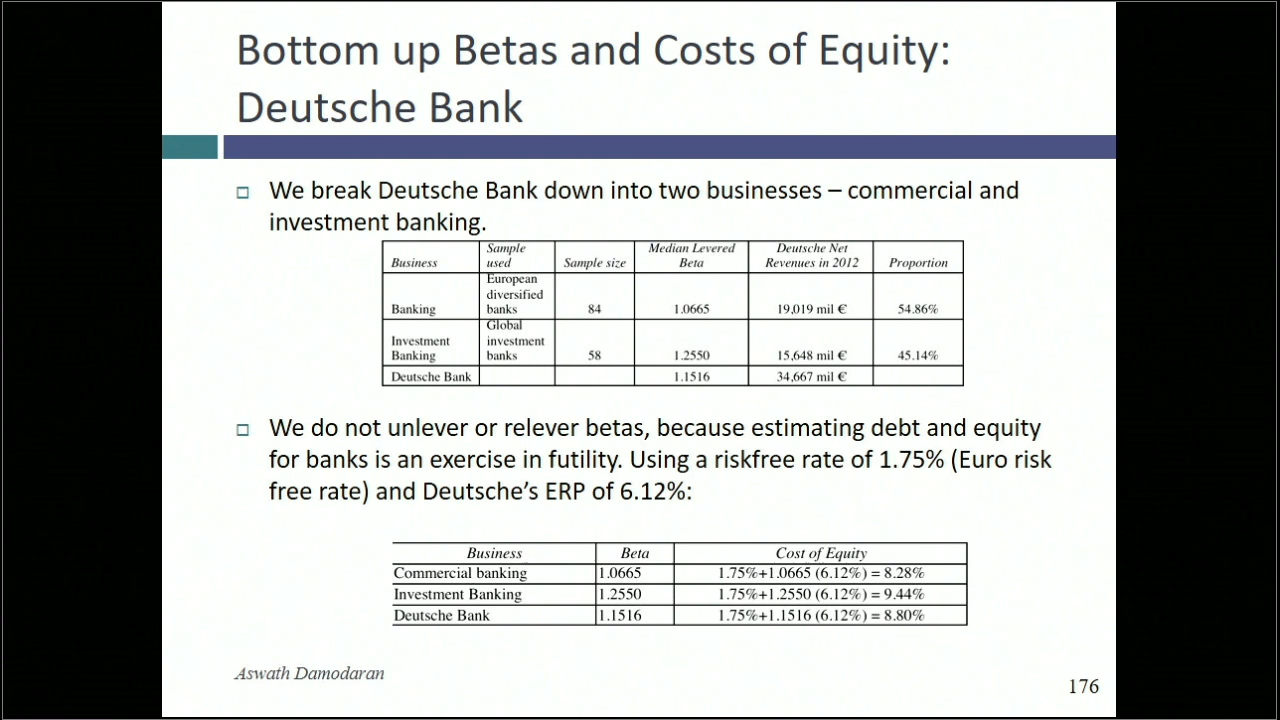 Bottom up Betas and Costs of Equity:
Deutsche Bank
We break Deutsche Bank down into two businesses – commercial and
investment banking.
Business Sample used Sample size Median Levered Beta Deutsche Net Revenues in 2012 Proportion
Banking European diversified banks 84 1.0665 19,019 mil € 54.86%
Investment Banking Global investment banks 58 1.2550 15,648 mil € 45.14%
Deutsche Bank 1.1516 34,667 mil €
We do not unlever or relever betas, because estimating debt and equity
for banks is an exercise in futility. Using a riskfree rate of 1.75% (Euro risk
free rate) and Deutsche's ERP of 6.12%:
Business Beta Cost of Equity
Commercial banking 1.0665 1.75%+1.0665 (6.12%) = 8.28%
Investment Banking 1.2550 1.75%+1.2550 (6.12%) = 9.44%
Deutsche Bank 1.1516 1.75%+1.1516 (6.12%) = 8.80%
Aswath Damodaran
176